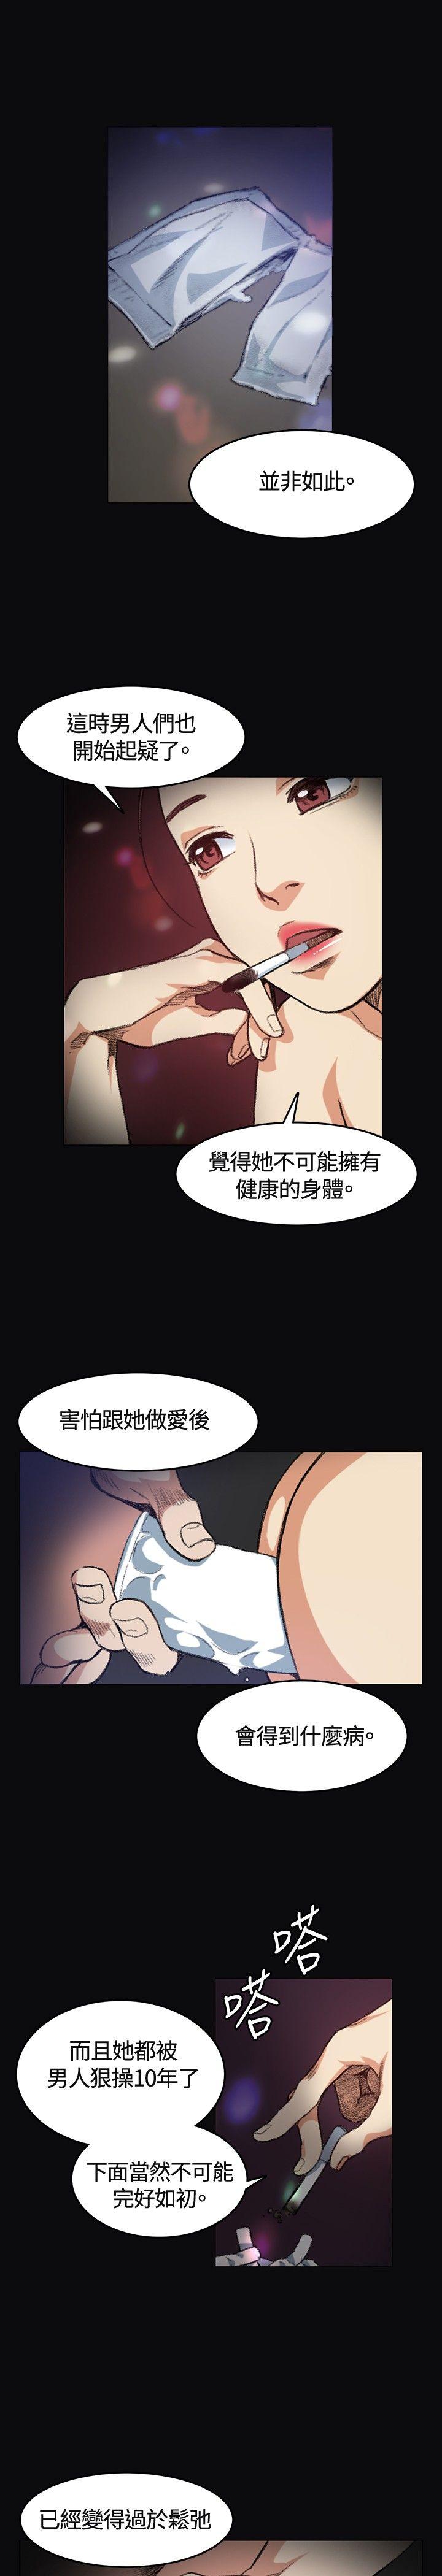 並非如此。
這時男人們也
開始起疑了。
覺得她不可能擁有
健康的身體。
害怕跟她做愛後
會得到什麼病。
嗒
嗒
而且她都被
男人狠操10年了
下面當然不可能
完好如初。
已經變得過於鬆弛